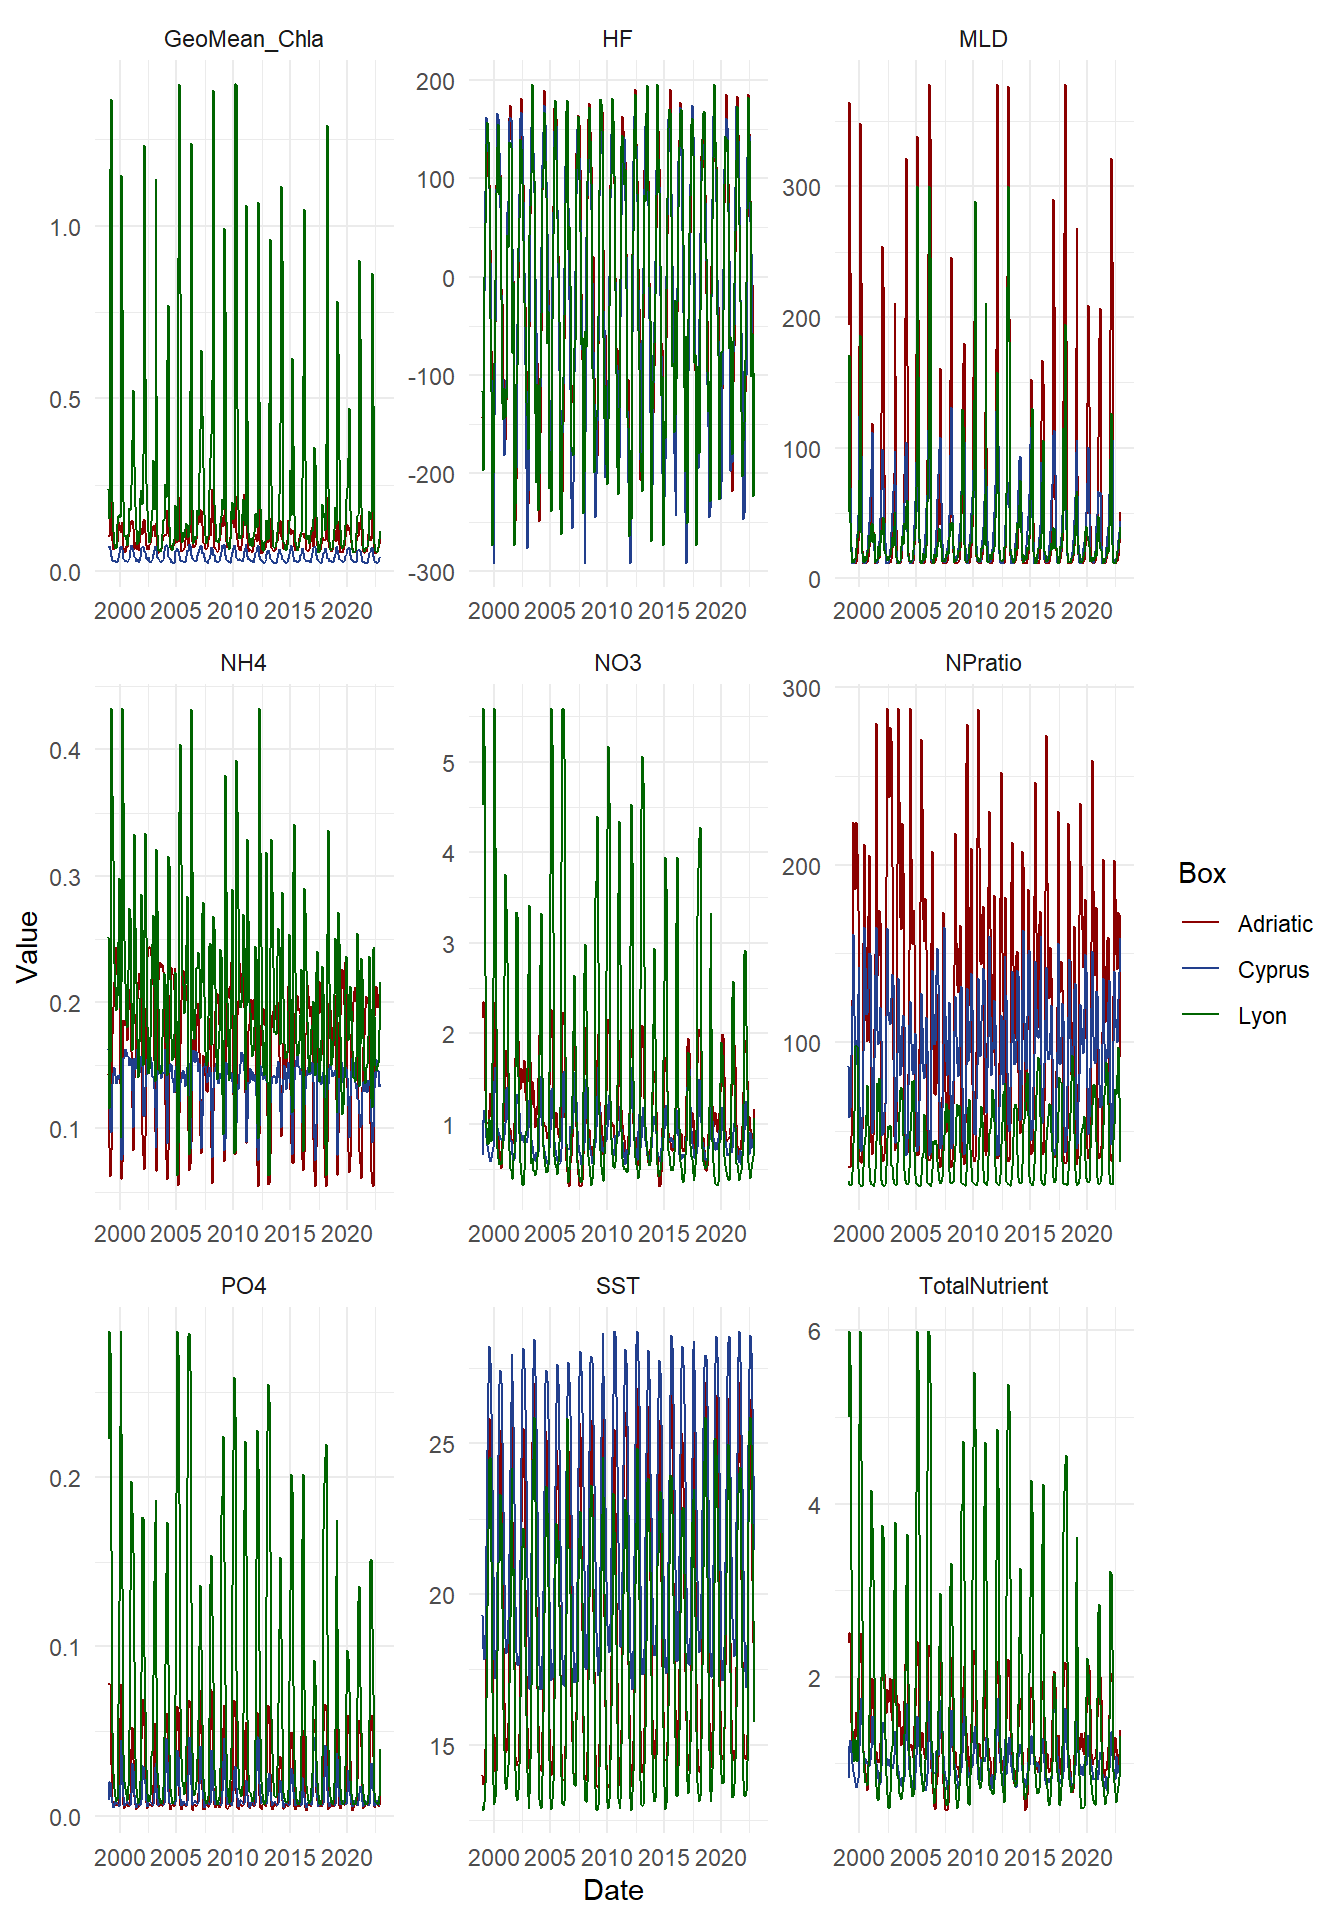 GeoMean_Chla HF MLD
1.0
0.5
0.0
200
100
0
-100
-200
-300
300
200
100
0
2000 2005 2010 2015 2020
2000 2005 2010 2015 2020
2000 2005 2010 2015 2020
NH4 NO3 NPratio
0.4
0.3
0.2
0.1
5
4
3
2
1
300
200
100
2000 2005 2010 2015 2020
2000 2005 2010 2015 2020
2000 2005 2010 2015 2020
PO4 SST TotalNutrient
0.2
0.1
0.0
25
20
15
6
4
2
2000 2005 2010 2015 2020
2000 2005 2010 2015 2020
2000 2005 2010 2015 2020
Value
Date
Box
Adriatic
Cyprus
Lyon